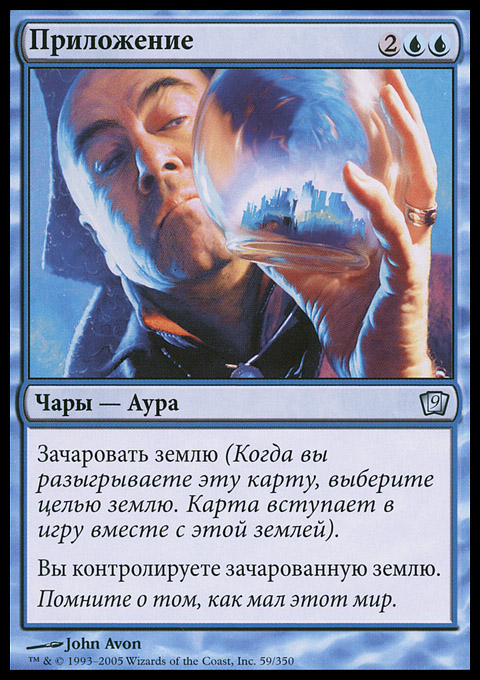 Приложение 2
Чары — Аура 9
Зачаровать землю (Когда вы
разыгрываете эту карту, выберите
целью землю. Карта вступает в
игру вместе с этой землей).
Вы контролируете зачарованную землю.
Помните о том, как мал этот мир.
John Avon
™ & © 1993–2005 Wizards of the Coast, Inc. 59/350